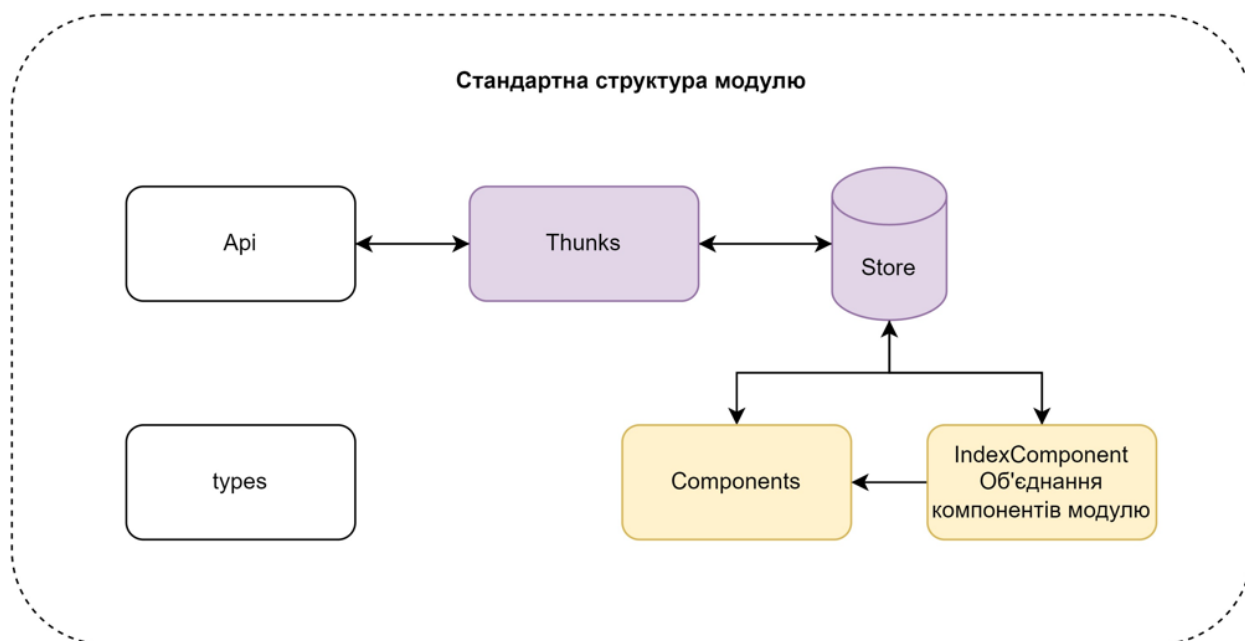 Стандартна структура модулю
Api
Thunks
Store
types
Components
IndexComponent
Об'єднання
компонентів модулю